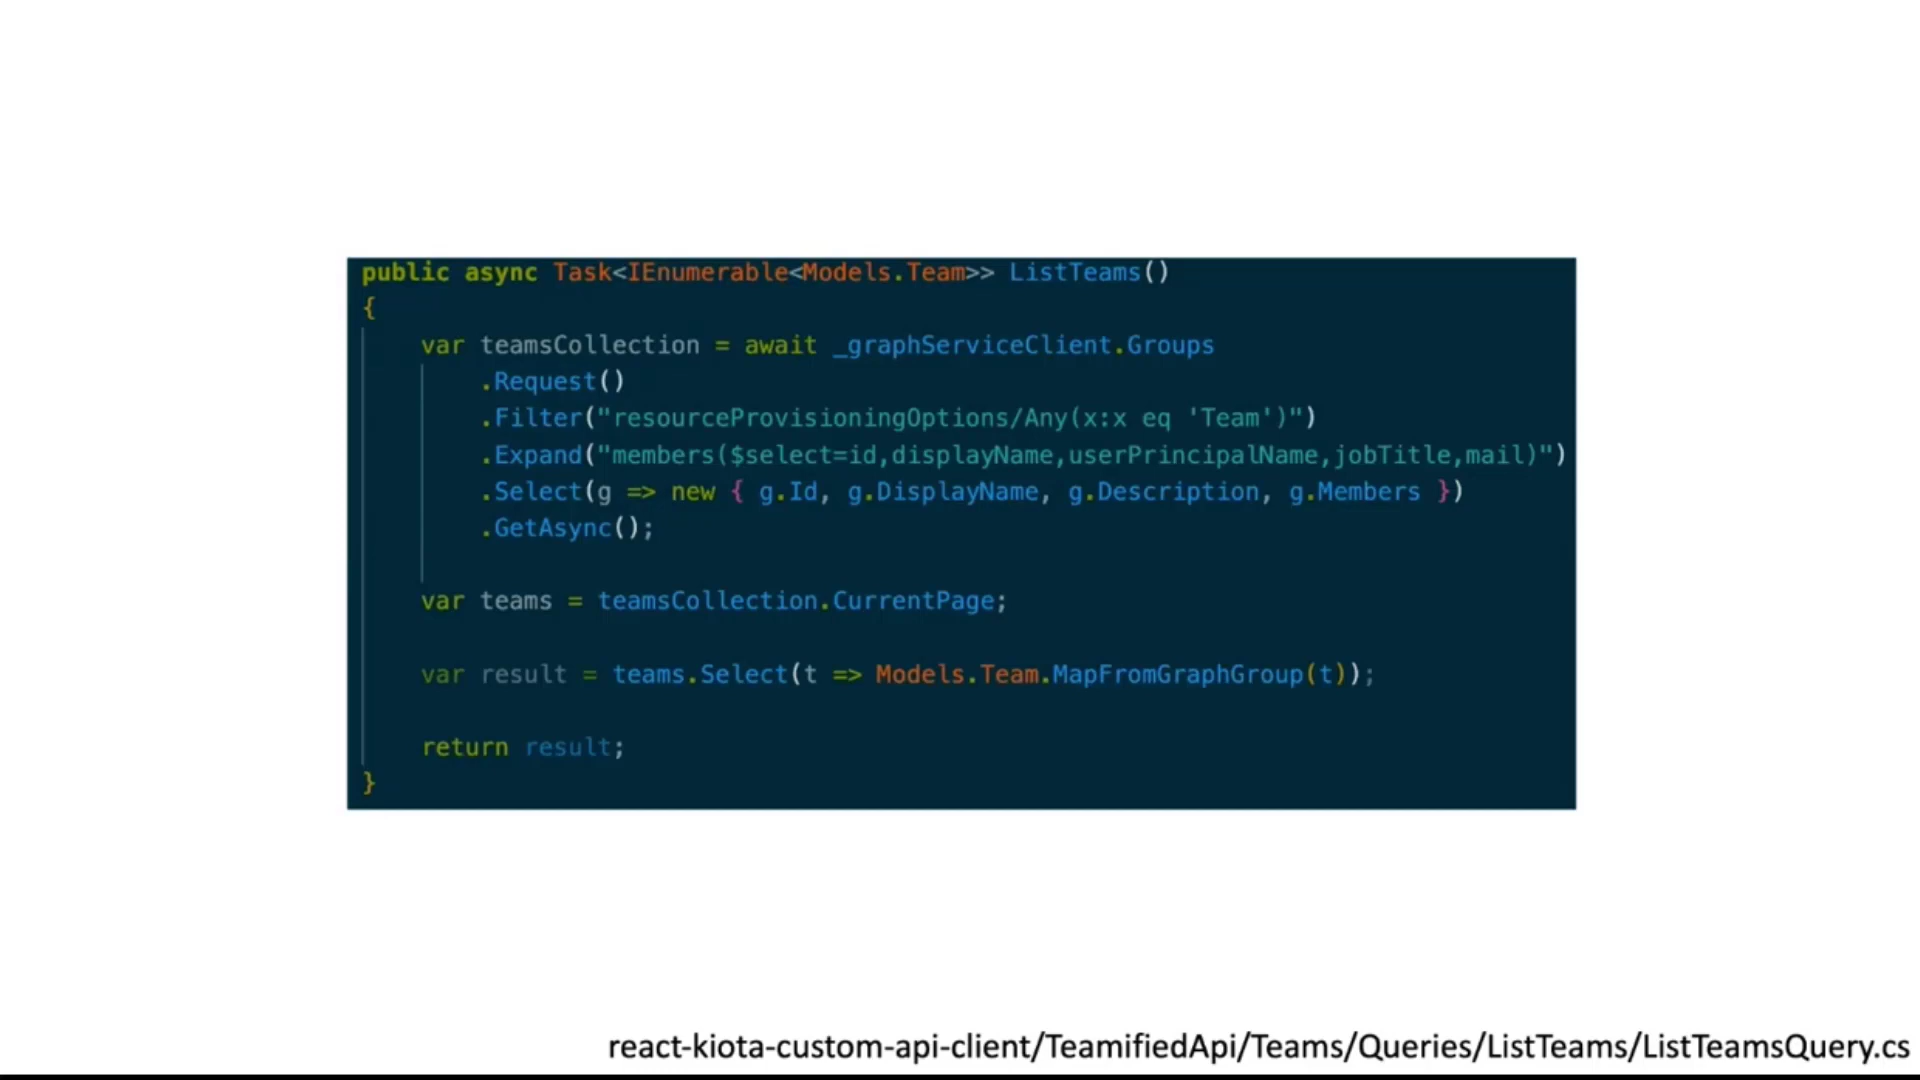 public async Task<IEnumerable<Models.Team>> ListTeams()
{
var teamsCollection = await _graphServiceClient.Groups
.Request()
.Filter("resourceProvisioningOptions/Any(x:x eq 'Team')")
.Expand("members($select=id,displayName,userPrincipalName,jobTitle,mail)")
.Select(g => new { g.Id, g.DisplayName, g.Description, g.Members })
.GetAsync();
var teams = teamsCollection.CurrentPage;
var result = teams.Select(t => Models.Team.MapFromGraphGroup(t));
return result;
}
react-kiota-custom-api-client/TeamifiedApi/Teams/Queries/ListTeams/ListTeamsQuery.cs